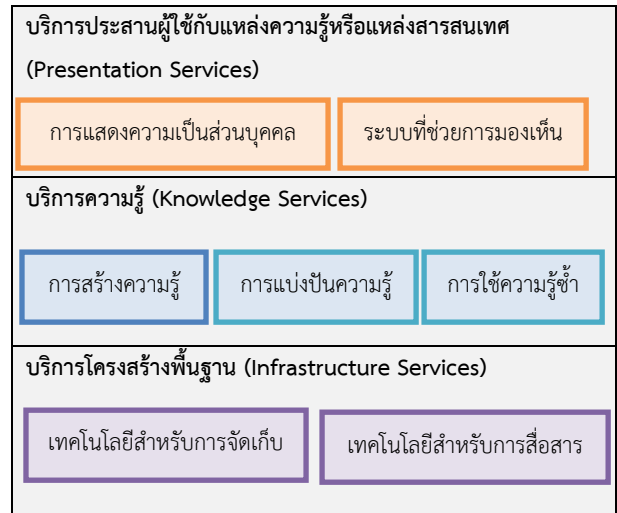 บริการประสานผู้ใช้กับแหล่งความรู้หรือแหล่งสารสนเทศ
(Presentation Services)
การแสดงความเป็นส่วนบุคคล
ระบบที่ช่วยการมองเห็น
บริการความรู้ (Knowledge Services)
การสร้างความรู้
การแบ่งปันความรู้
การใช้ความรู้ซ้ำ
บริการโครงสร้างพื้นฐาน (Infrastructure Services)
เทคโนโลยีสำหรับการจัดเก็บ
เทคโนโลยีสำหรับการสื่อสาร